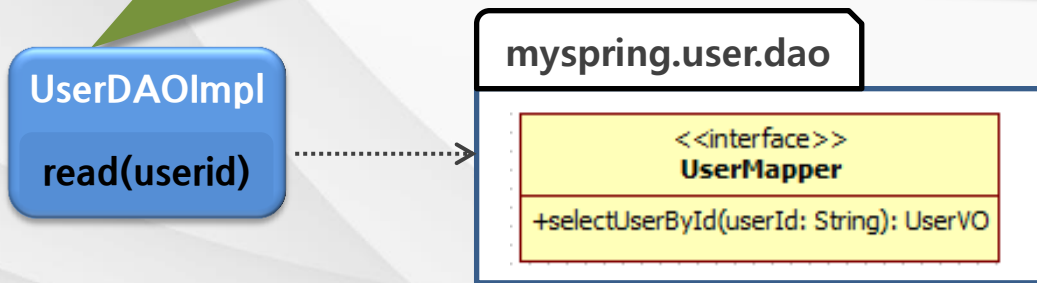 UserDAOImpl
read(userid)
myspring.user.dao
<<interface>>
UserMapper
+selectUserById(userId: String): UserVO